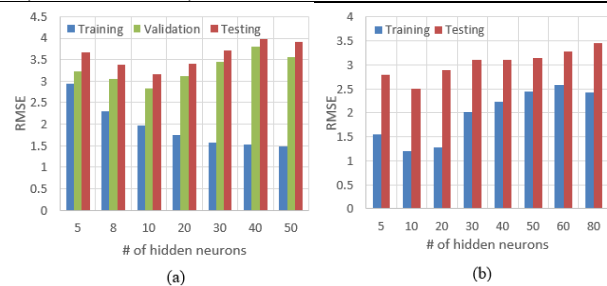 4.5
4
3.5
3
2.5
2
1.5
1
0.5
0
RMSE
Training Validation Testing
5 8 10 20 30 40 50
# of hidden neurons
(a)
4
3.5
3
2.5
2
1.5
1
0.5
0
RMSE
Training Testing
5 10 20 30 40 50 60 80
# of hidden neurons
(b)